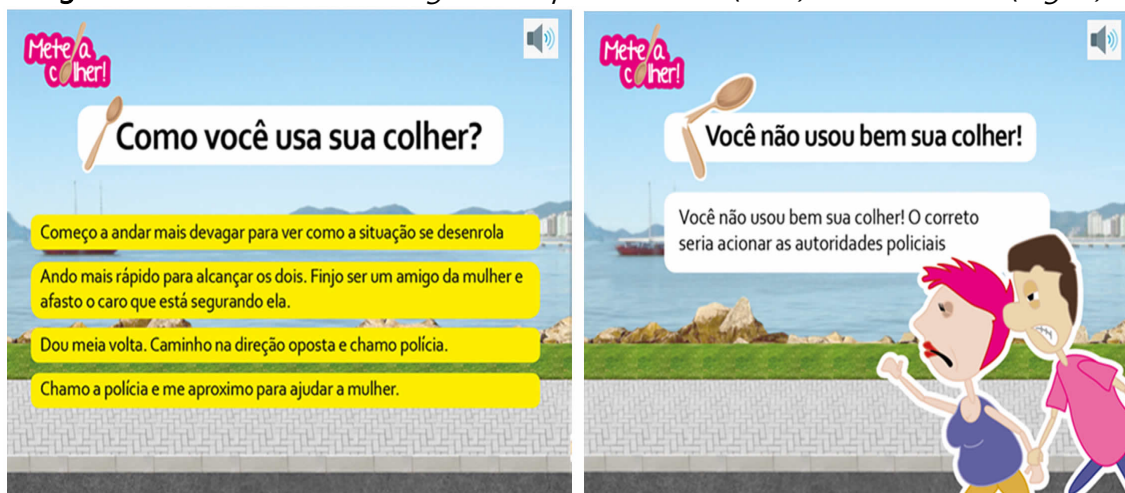 Mete a
colher!
Como você usa sua colher?
Começo a andar mais devagar para ver como a situação se desenrola
Ando mais rápido para alcançar os dois. Finjo ser um amigo da mulher e
afasto o caro que está segurando ela.
Dou meia volta. Caminho na direção oposta e chamo polícia.
Chamo a polícia e me aproximo para ajudar a mulher.
Mete a
colher!
Você não usou bem sua colher!
Você não usou bem sua colher! O correto
seria acionar as autoridades policiais